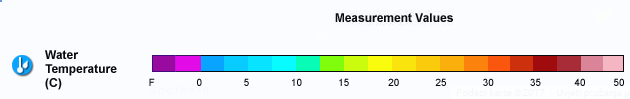 Measurement Values
Water
Temperature
(C)
F 0 5 10 15 20 25 30 35 40 50